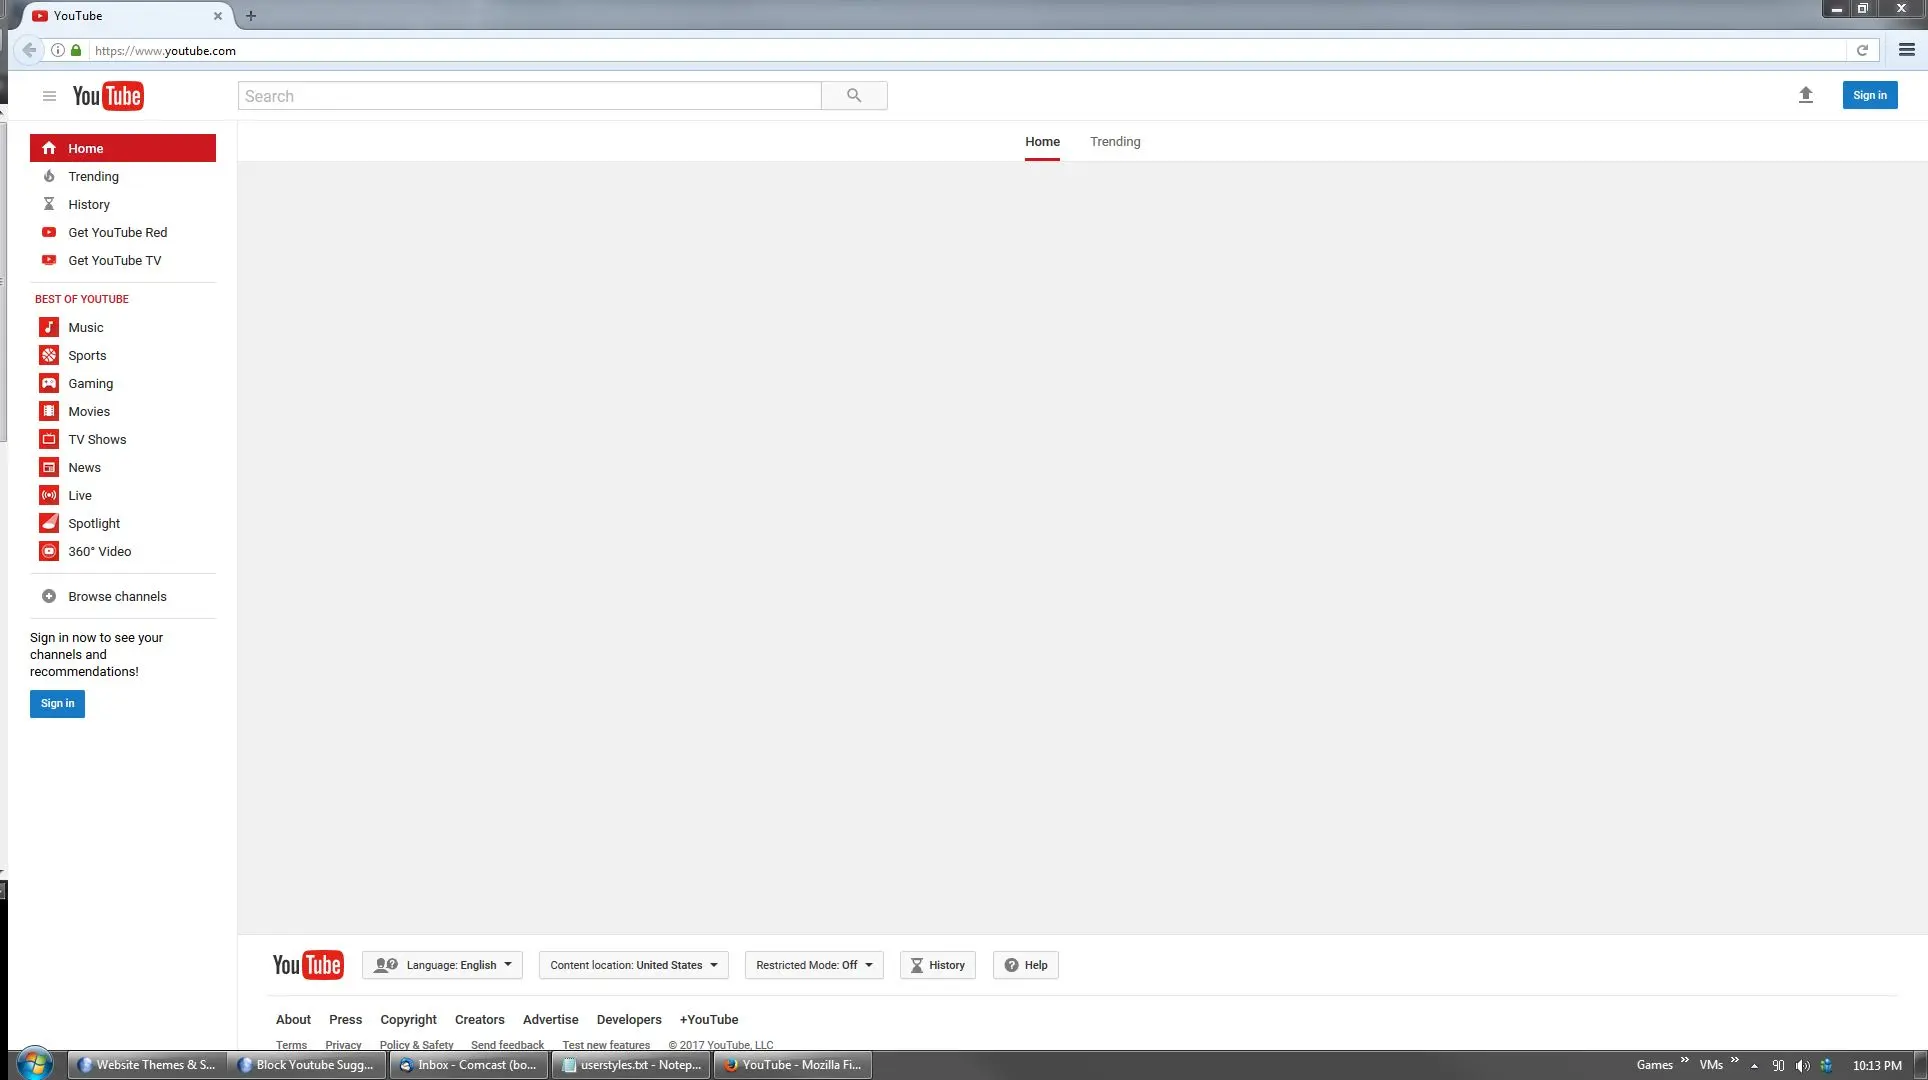 YouTube
https://www.youtube.com
YouTube
Search
Sign in
Home
Trending
Home
Trending
History
Get YouTube Red
Get YouTube TV
BEST OF YOUTUBE
Music
Sports
Gaming
Movies
TV Shows
News
Live
Spotlight
360° Video
Browse channels
Sign in now to see your
channels and
recommendations!
Sign in
YouTube
Language: English
Content location: United States
Restricted Mode: Off
History
Help
About Press Copyright Creators Advertise Developers +YouTube
Terms Privacy Policy & Safety Send feedback Test new features © 2017 YouTube, LLC
Website Themes & S...
Block Youtube Sugg...
Inbox - Comcast (bo...
userstyles.txt - Notep...
YouTube - Mozilla Fi...
Games
VMs
90
10:13 PM